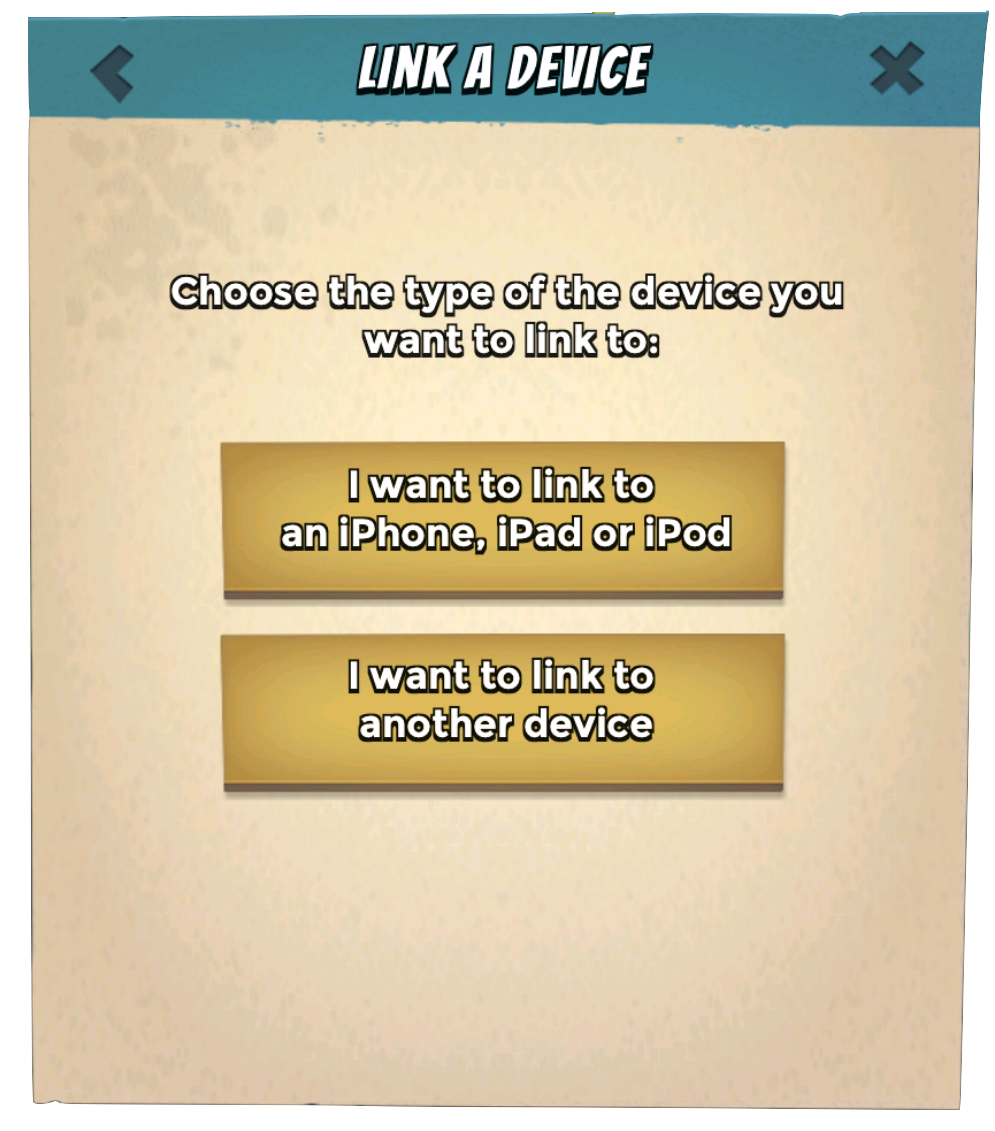 LINK A DEVICE
Choose the type of the device you
want to link to:
I want to link to
an iPhone, iPad or iPod
I want to link to
another device